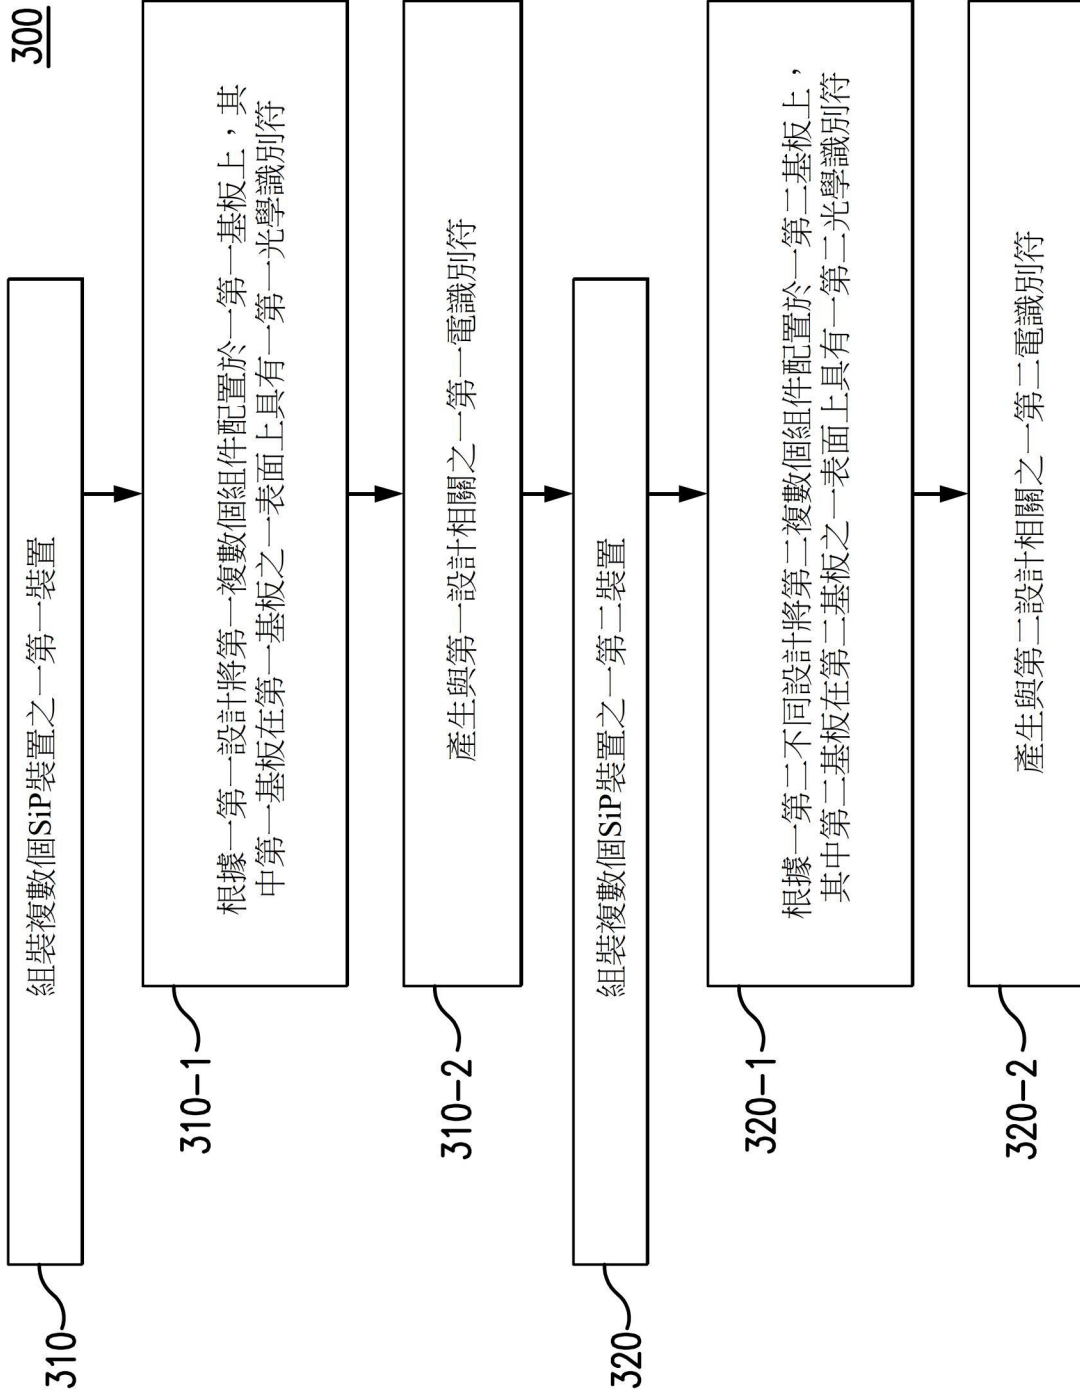 300
組裝複數個SiP裝置之一第一裝置
310
根據一第一設計將第一複數個組件配置於一第一基板上，其
中第一基板在第一基板之一表面上具有一第一光學識別符
310-1
產生與第一設計相關之一第一電識別符
310-2
組裝複數個SiP裝置之一第二裝置
320
根據一第二不同設計將第二複數個組件配置於一第二基板上，
其中第二基板在第二基板之一表面上具有一第二光學識別符
320-1
產生與第二設計相關之一第二電識別符
320-2